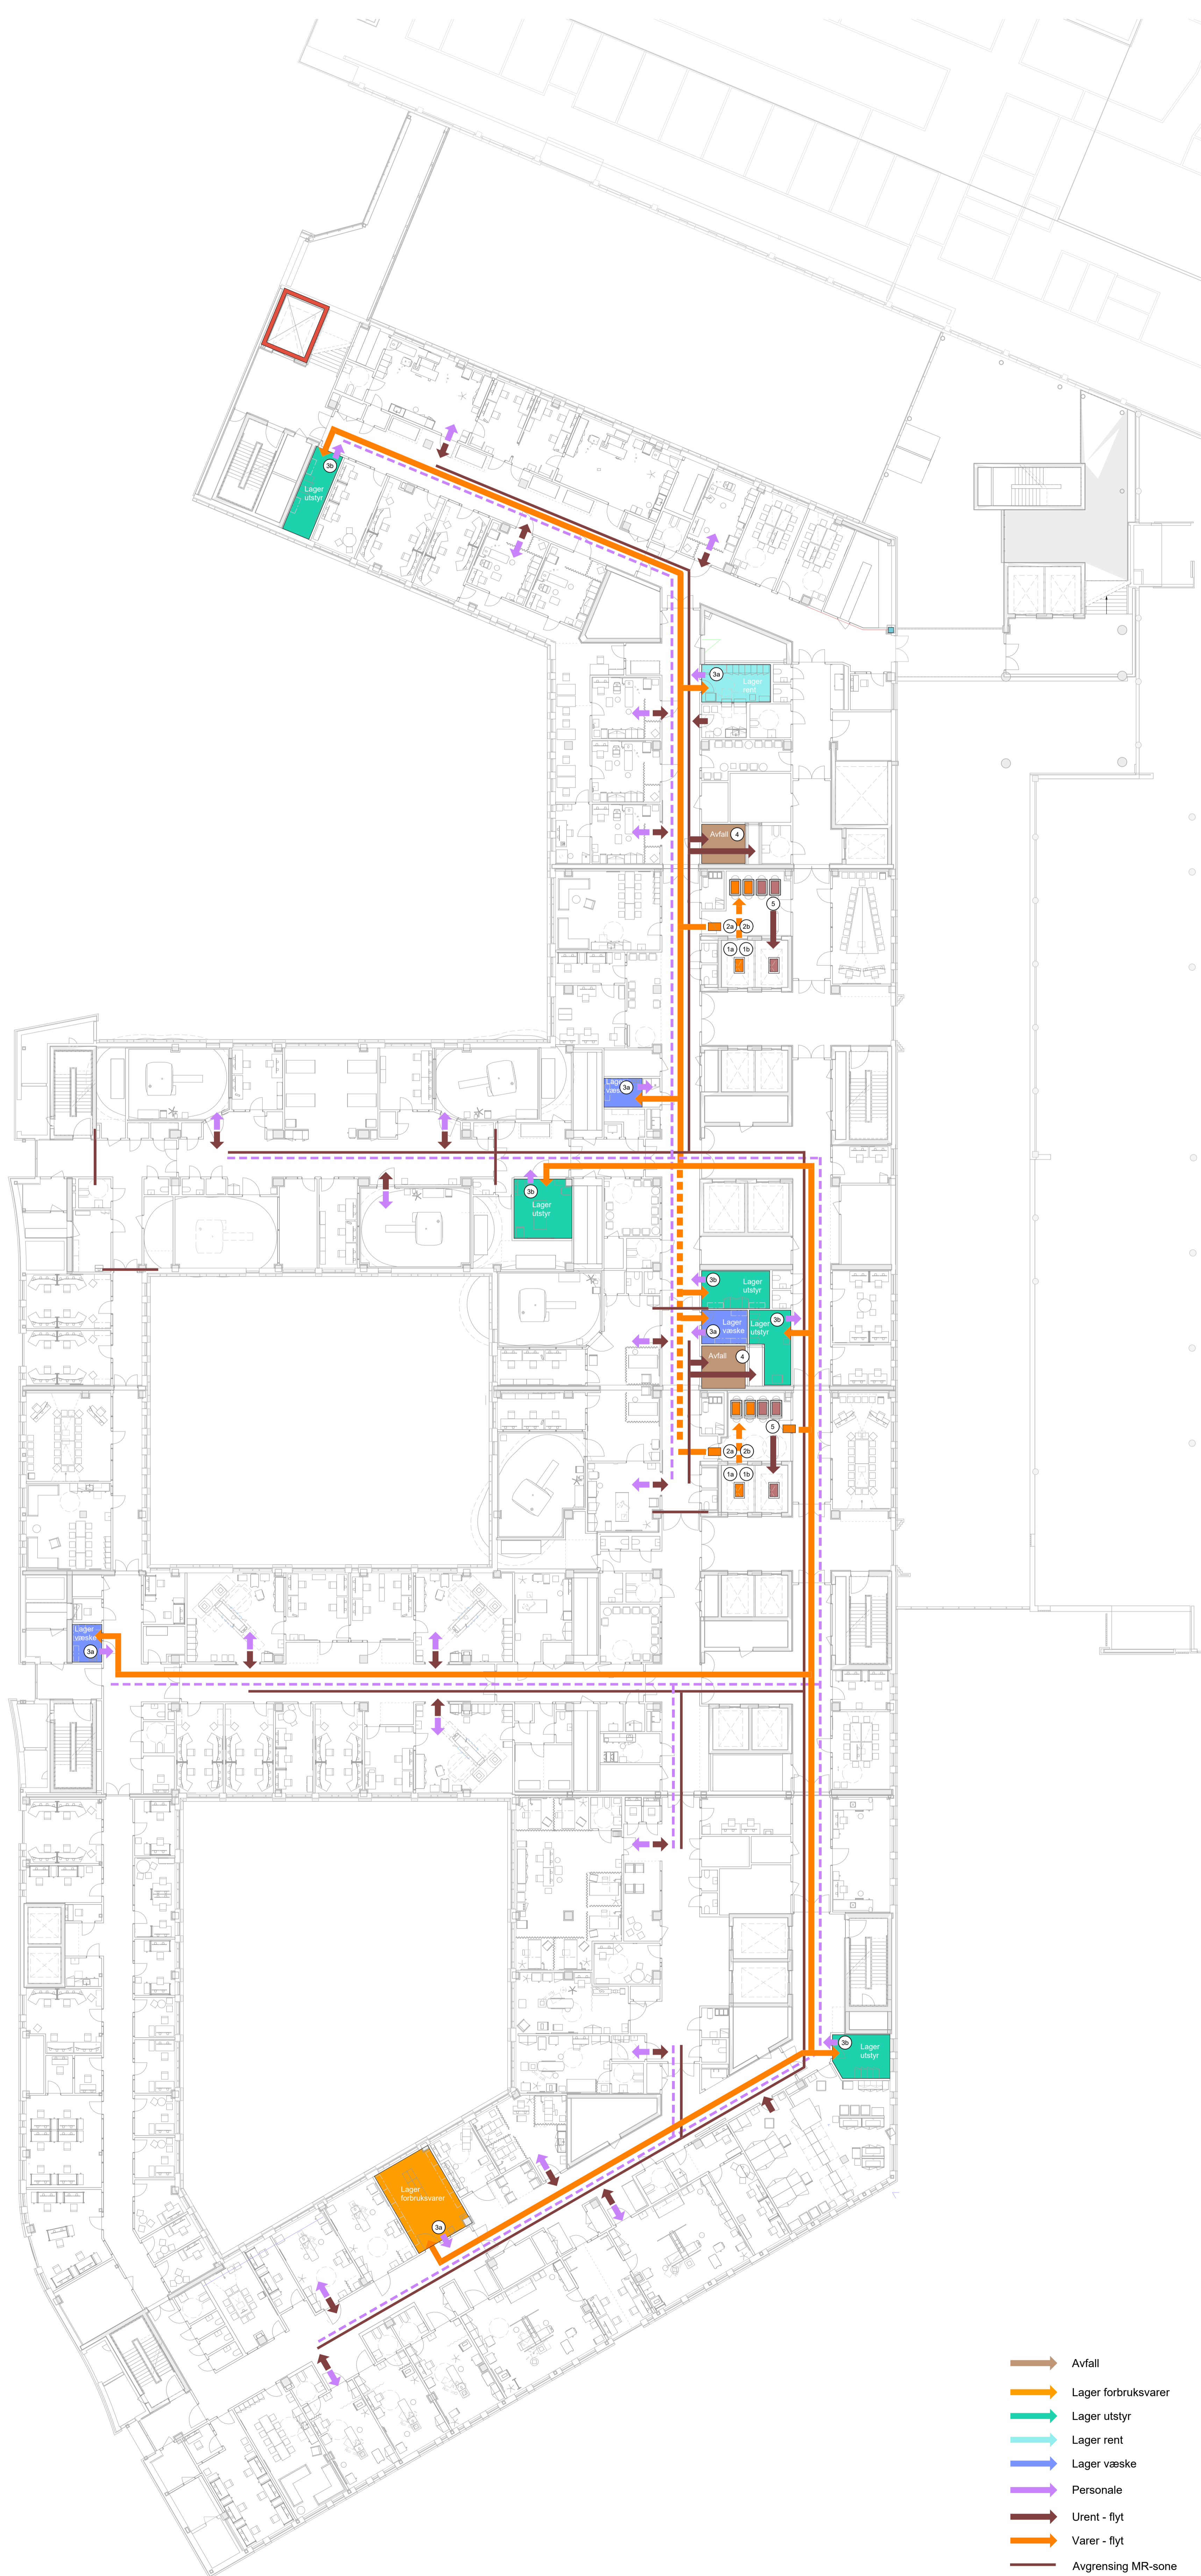 3b
Lager
utstyr
3a
Lager
rent
Avfall
4
5
2a
2b
1a
1b
Lager
væske
3a
3b
Lager
utstyr
3b
Lager
utstyr
3a
Lager
væske
Lager
utstyr
3b
Avfall
4
5
2a
2b
1a
1b
Lager
væske
3a
3b
Lager
utstyr
Lager
forbruksvarer
3a
Avfall
Lager forbruksvarer
Lager utstyr
Lager rent
Lager væske
Personale
Urent - flyt
Varer - flyt
Avgrensing MR-sone